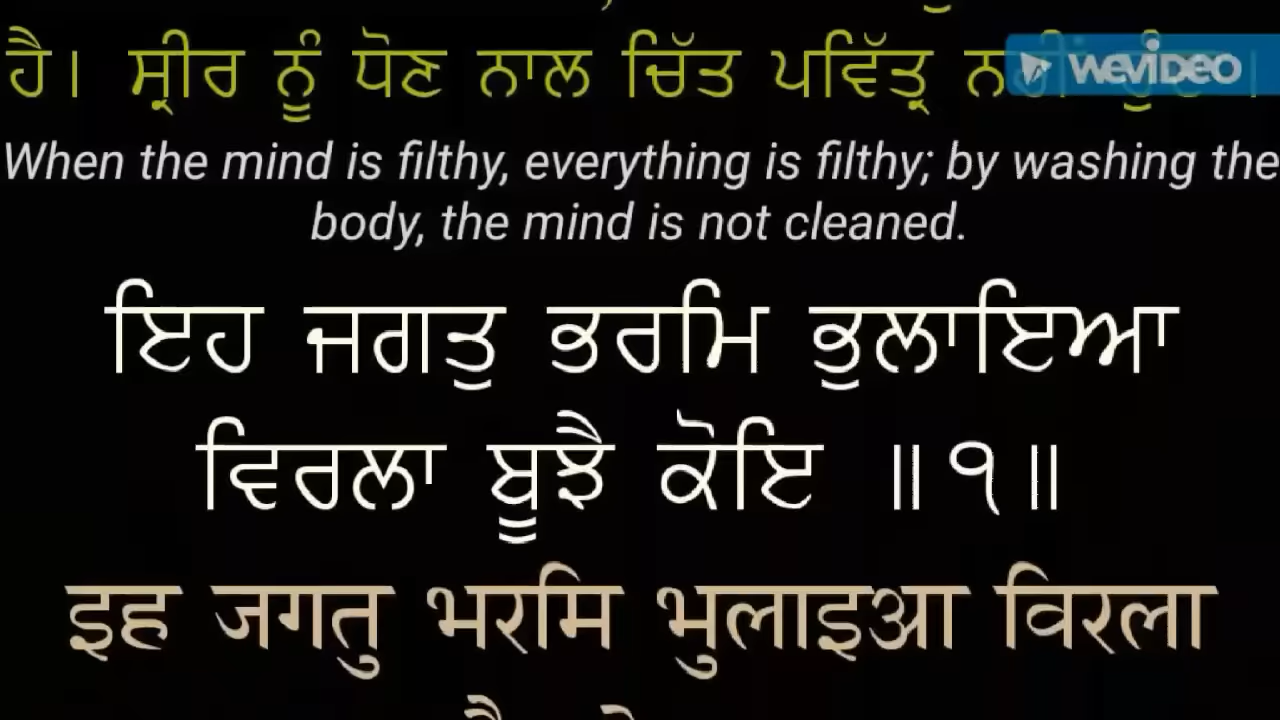 ਹੈ। ਸ੍ਰੀਰ ਨੂੰ ਧੋਣ ਨਾਲ ਚਿੱਤ ਪਵਿੱਤ੍ਰ
WEVIDEO
When the mind is filthy, everything is filthy; by washing the
body, the mind is not cleaned.
ਇਹ ਜਗਤੁ ਭਰਮਿ ਭੁਲਾਇਆ
ਵਿਰਲਾ ਬੂਝੈ ਕੋਇ ॥੧॥
इह जगतु भरमि भुलाइआ विरला